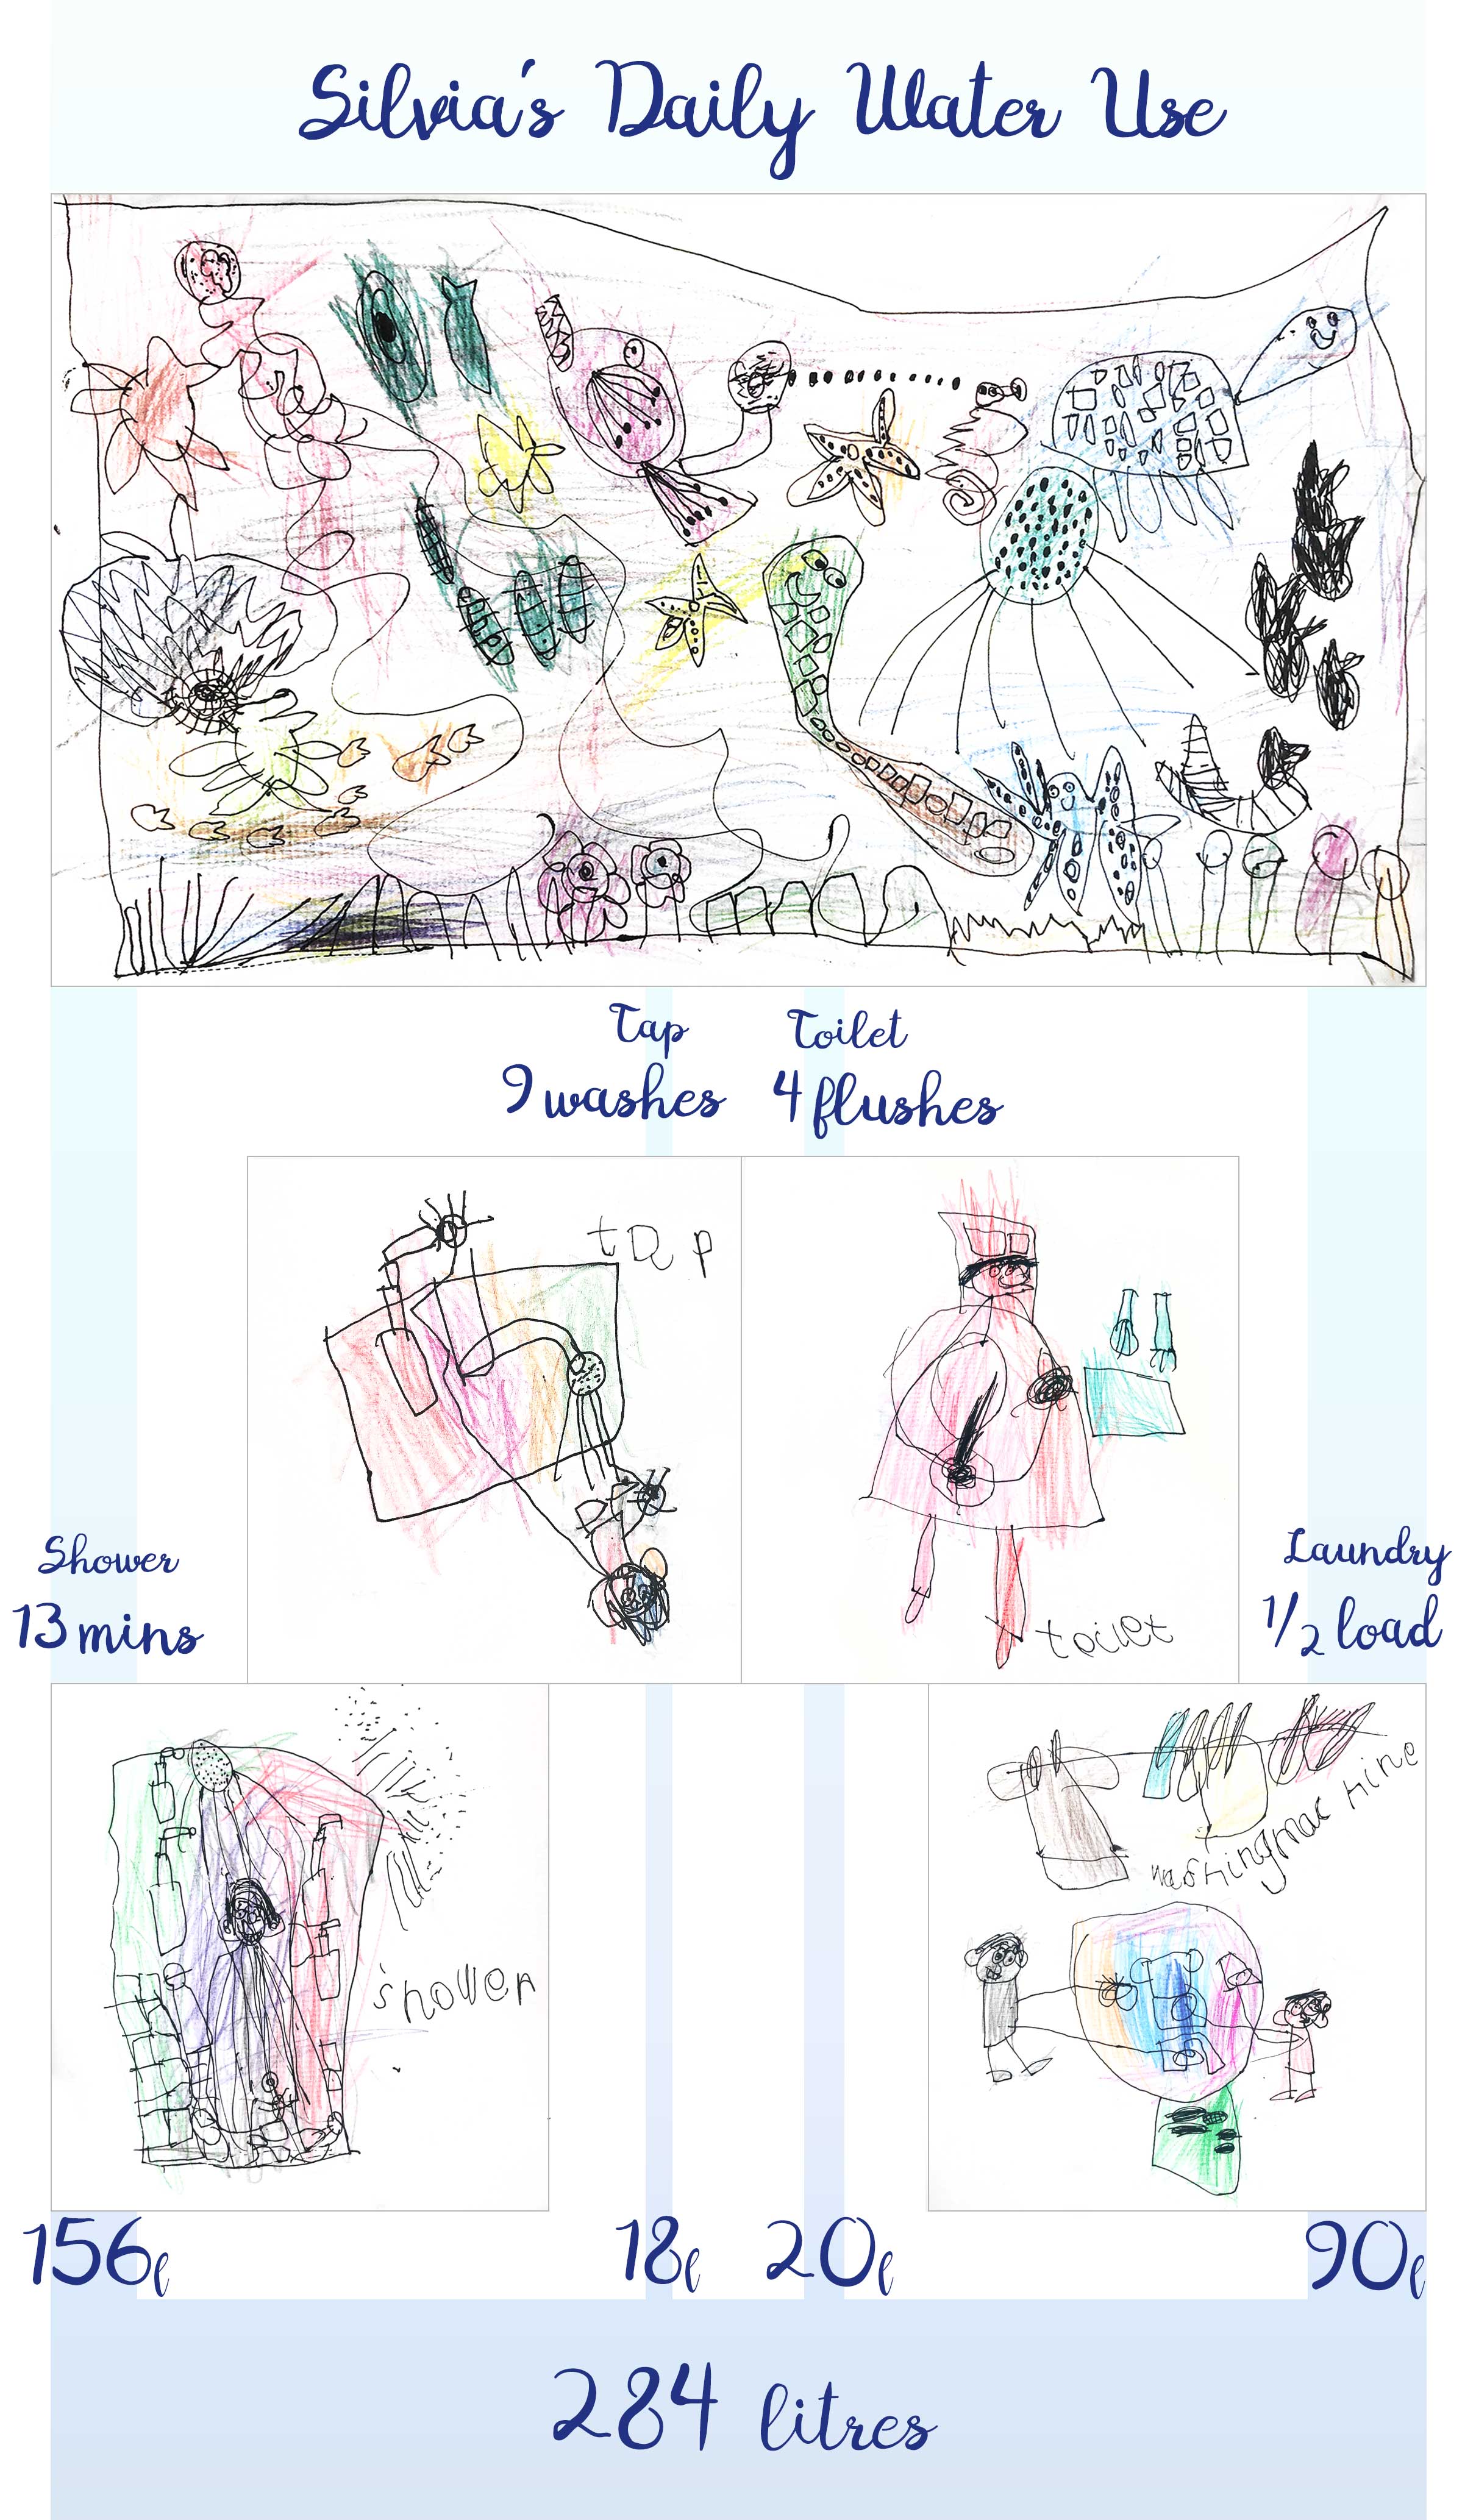 Silvia's Daily Water Use
Tap
9 washes
Toilet
4 flushes
tap
toilet
Shower
13 mins
Laundry
1/2 load
shower
washingmachine
156l
18l
20l
90l
284 litres